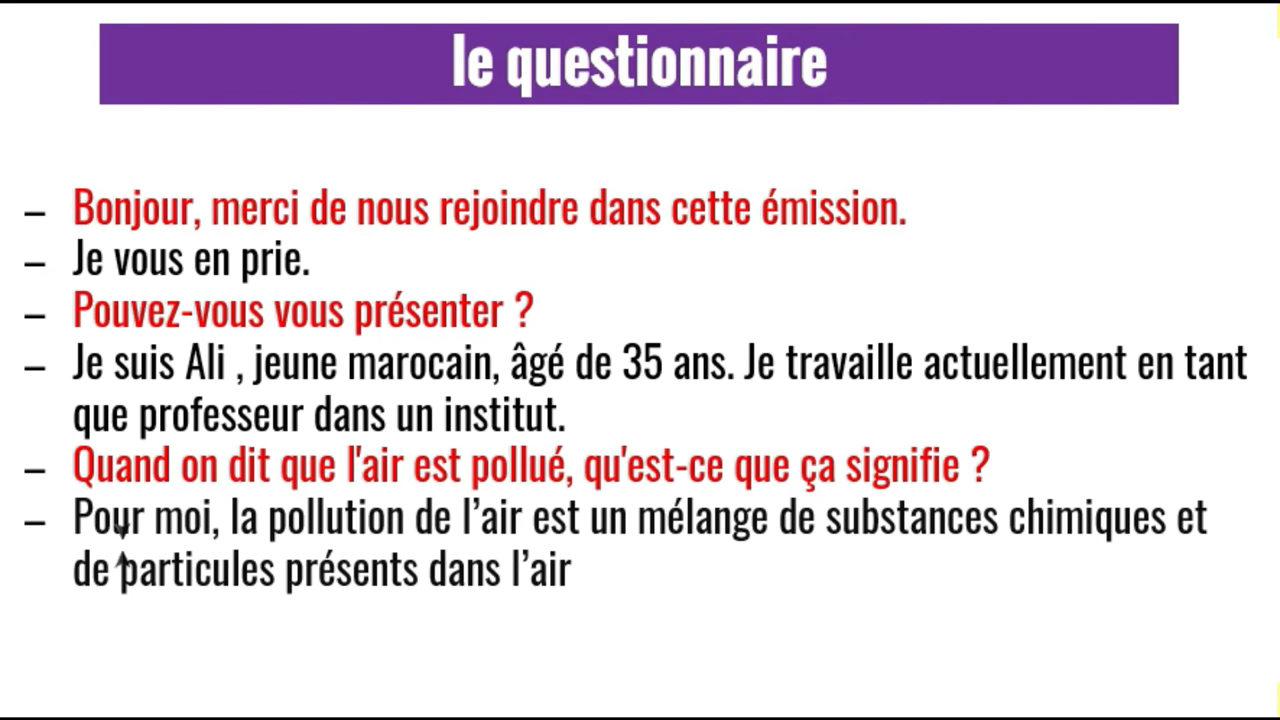 le questionnaire
– Bonjour, merci de nous rejoindre dans cette émission.
– Je vous en prie.
– Pouvez-vous vous présenter ?
– Je suis Ali , jeune marocain, âgé de 35 ans. Je travaille actuellement en tant
que professeur dans un institut.
– Quand on dit que l'air est pollué, qu'est-ce que ça signifie ?
– Pour moi, la pollution de l’air est un mélange de substances chimiques et
de particules présents dans l’air